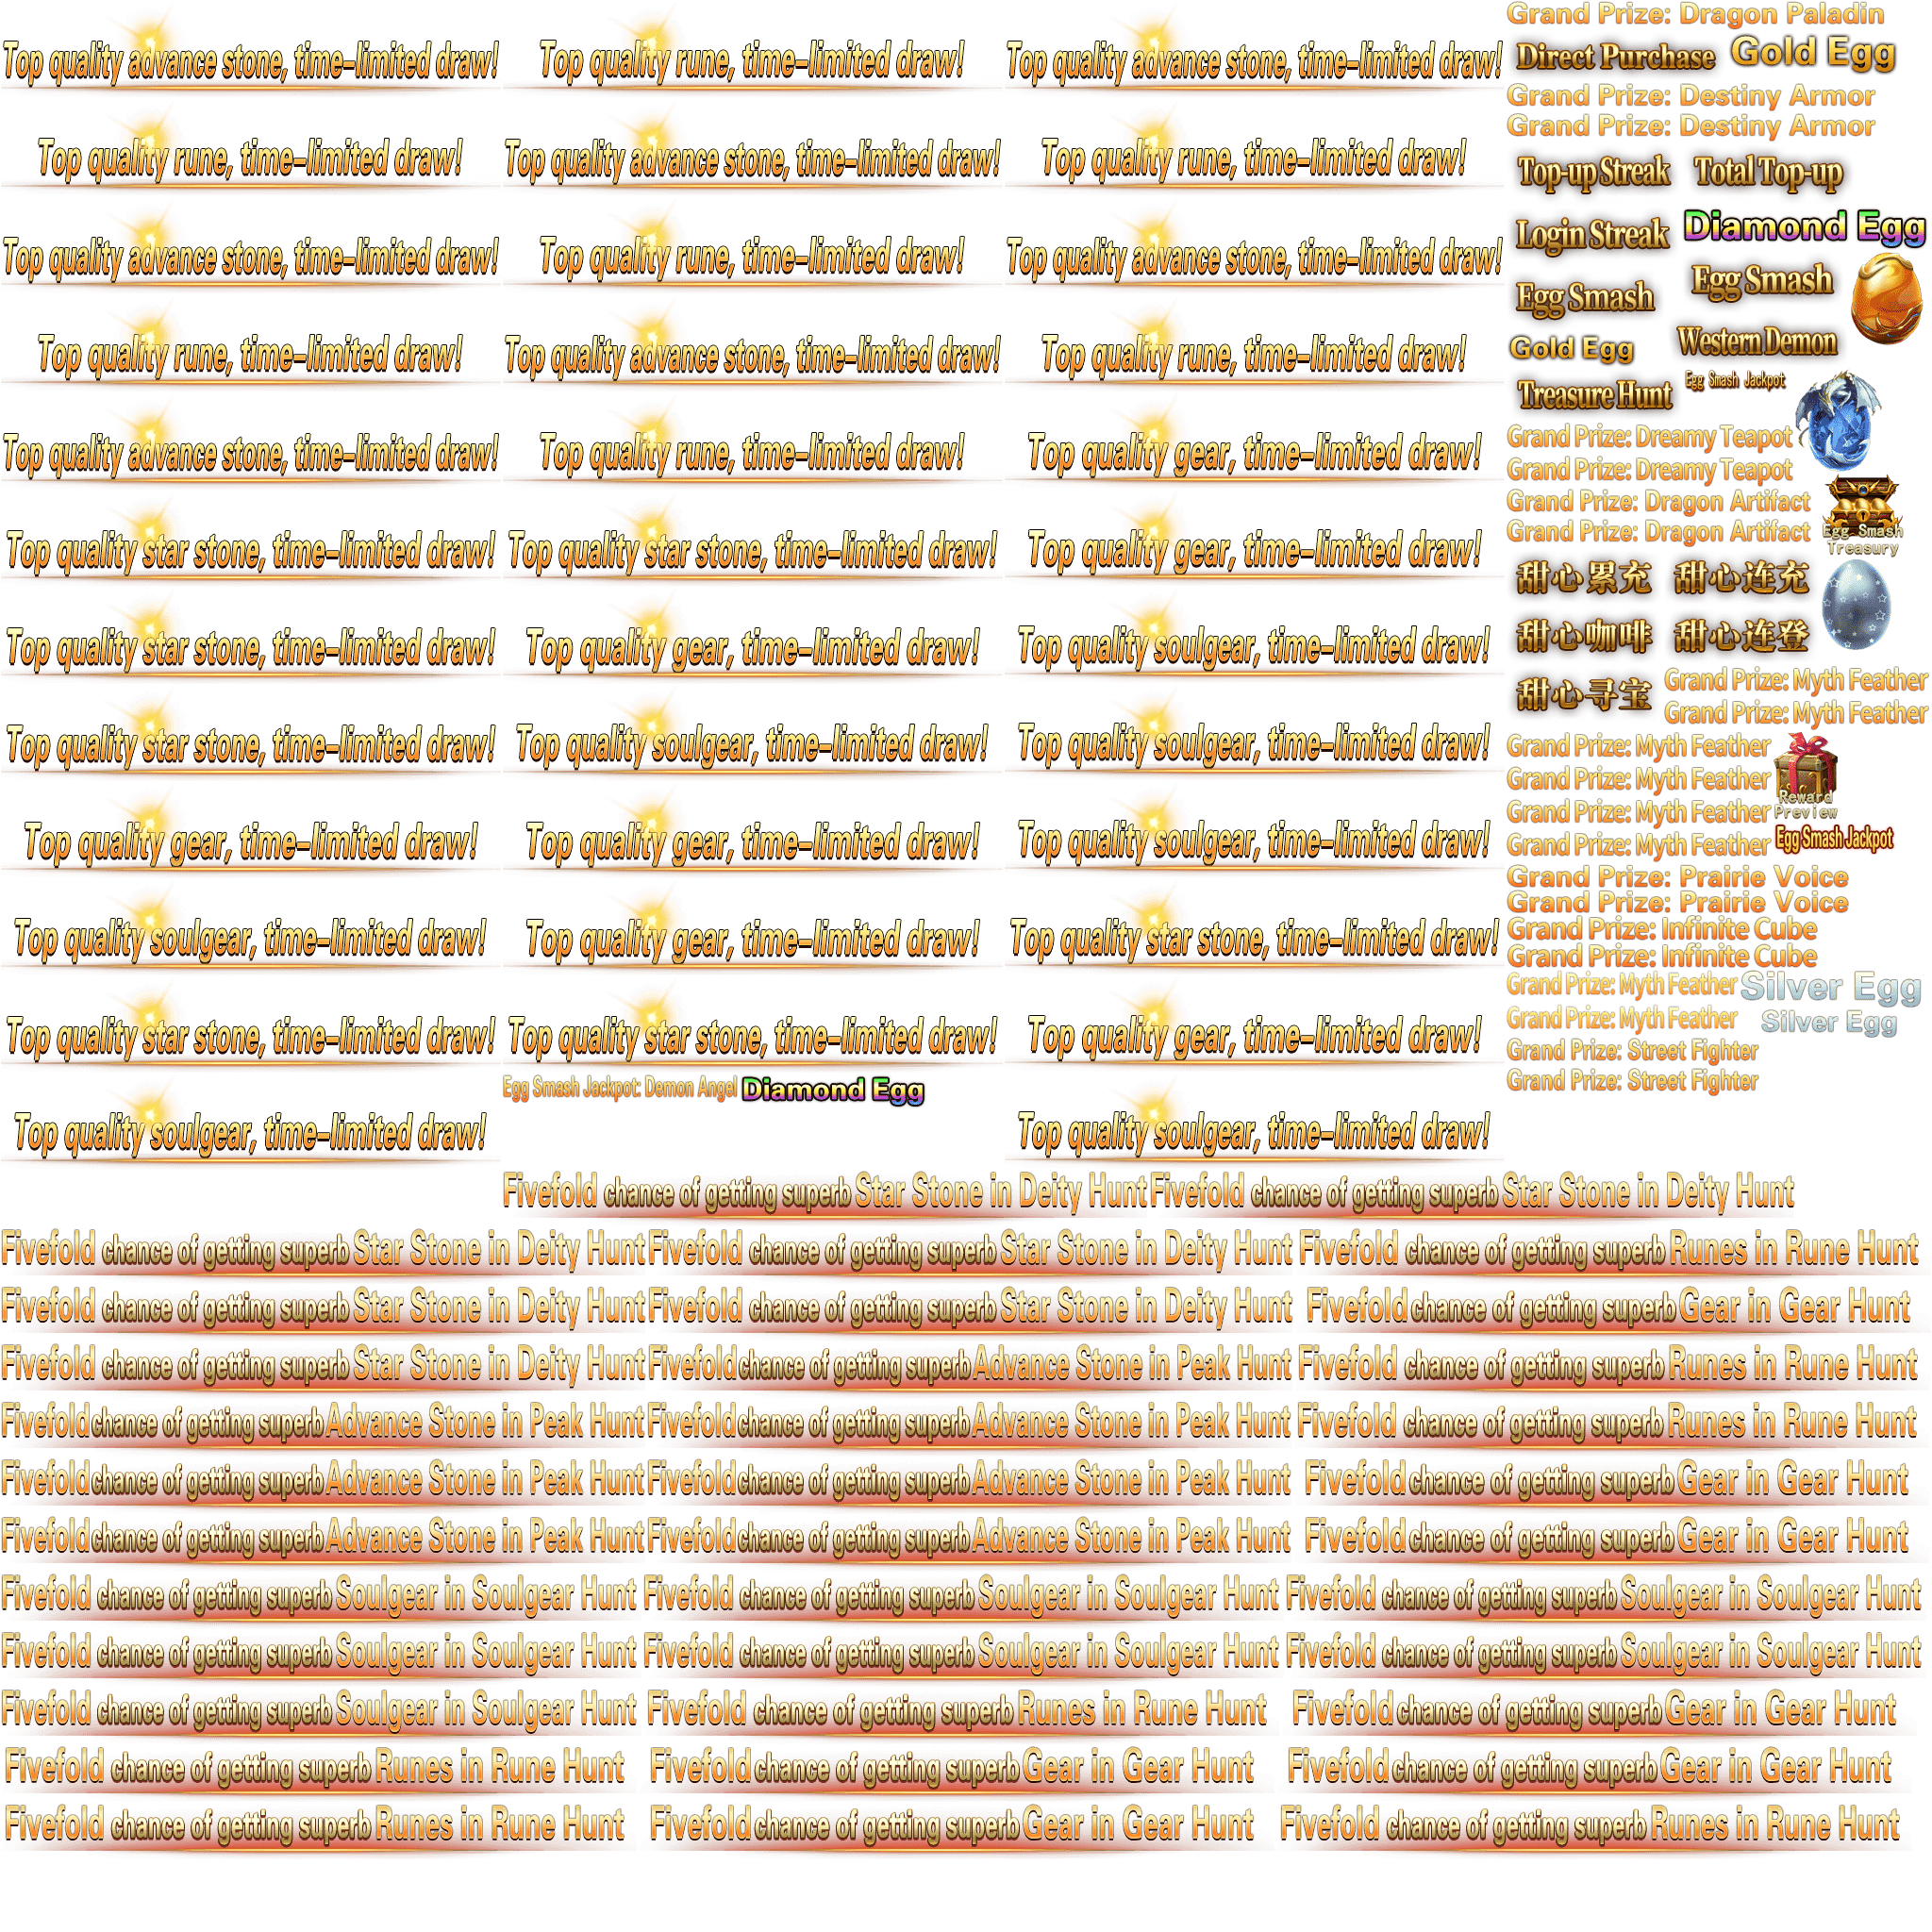 Top quality advance stone, time-limited draw!
Top quality rune, time-limited draw!
Top quality advance stone, time-limited draw!
Grand Prize: Dragon Paladin
Direct Purchase
Gold Egg
Grand Prize: Destiny Armor
Grand Prize: Destiny Armor
Top quality rune, time-limited draw!
Top quality advance stone, time-limited draw!
Top quality rune, time-limited draw!
Top-up Streak
Total Top-up
Top quality advance stone, time-limited draw!
Top quality rune, time-limited draw!
Top quality advance stone, time-limited draw!
Login Streak
Diamond Egg
Egg Smash
Egg Smash
Top quality rune, time-limited draw!
Top quality advance stone, time-limited draw!
Top quality rune, time-limited draw!
Gold Egg
Western Demon
Treasure Hunt
Egg Smash Jackpot
Top quality advance stone, time-limited draw!
Top quality rune, time-limited draw!
Top quality gear, time-limited draw!
Grand Prize: Dreamy Teapot
Grand Prize: Dreamy Teapot
Grand Prize: Dragon Artifact
Grand Prize: Dragon Artifact
Egg Smash
Treasury
Top quality star stone, time-limited draw!
Top quality star stone, time-limited draw!
Top quality gear, time-limited draw!
甜心累充
甜心连充
Top quality star stone, time-limited draw!
Top quality gear, time-limited draw!
Top quality soulgear, time-limited draw!
甜心咖啡
甜心连登
甜心寻宝
Grand Prize: Myth Feather
Grand Prize: Myth Feather
Top quality star stone, time-limited draw!
Top quality soulgear, time-limited draw!
Top quality soulgear, time-limited draw!
Grand Prize: Myth Feather
Grand Prize: Myth Feather
Grand Prize: Myth Feather
Grand Prize: Myth Feather
Reward
Preview
Egg Smash Jackpot
Top quality gear, time-limited draw!
Top quality gear, time-limited draw!
Top quality soulgear, time-limited draw!
Grand Prize: Prairie Voice
Grand Prize: Prairie Voice
Top quality soulgear, time-limited draw!
Top quality gear, time-limited draw!
Top quality star stone, time-limited draw!
Grand Prize: Infinite Cube
Grand Prize: Infinite Cube
Grand Prize: Myth Feather
Silver Egg
Grand Prize: Myth Feather
Silver Egg
Top quality star stone, time-limited draw!
Top quality star stone, time-limited draw!
Top quality gear, time-limited draw!
Grand Prize: Street Fighter
Grand Prize: Street Fighter
Egg Smash Jackpot: Demon Angel
Diamond Egg
Top quality soulgear, time-limited draw!
Top quality soulgear, time-limited draw!
Fivefold chance of getting superb Star Stone in Deity Hunt
Fivefold chance of getting superb Star Stone in Deity Hunt
Fivefold chance of getting superb Star Stone in Deity Hunt
Fivefold chance of getting superb Star Stone in Deity Hunt
Fivefold chance of getting superb Runes in Rune Hunt
Fivefold chance of getting superb Star Stone in Deity Hunt
Fivefold chance of getting superb Star Stone in Deity Hunt
Fivefold chance of getting superb Gear in Gear Hunt
Fivefold chance of getting superb Star Stone in Deity Hunt
Fivefold chance of getting superb Advance Stone in Peak Hunt
Fivefold chance of getting superb Runes in Rune Hunt
Fivefold chance of getting superb Advance Stone in Peak Hunt
Fivefold chance of getting superb Advance Stone in Peak Hunt
Fivefold chance of getting superb Runes in Rune Hunt
Fivefold chance of getting superb Advance Stone in Peak Hunt
Fivefold chance of getting superb Advance Stone in Peak Hunt
Fivefold chance of getting superb Gear in Gear Hunt
Fivefold chance of getting superb Advance Stone in Peak Hunt
Fivefold chance of getting superb Advance Stone in Peak Hunt
Fivefold chance of getting superb Gear in Gear Hunt
Fivefold chance of getting superb Soulgear in Soulgear Hunt
Fivefold chance of getting superb Soulgear in Soulgear Hunt
Fivefold chance of getting superb Soulgear in Soulgear Hunt
Fivefold chance of getting superb Soulgear in Soulgear Hunt
Fivefold chance of getting superb Soulgear in Soulgear Hunt
Fivefold chance of getting superb Soulgear in Soulgear Hunt
Fivefold chance of getting superb Soulgear in Soulgear Hunt
Fivefold chance of getting superb Runes in Rune Hunt
Fivefold chance of getting superb Gear in Gear Hunt
Fivefold chance of getting superb Runes in Rune Hunt
Fivefold chance of getting superb Gear in Gear Hunt
Fivefold chance of getting superb Gear in Gear Hunt
Fivefold chance of getting superb Runes in Rune Hunt
Fivefold chance of getting superb Gear in Gear Hunt
Fivefold chance of getting superb Runes in Rune Hunt